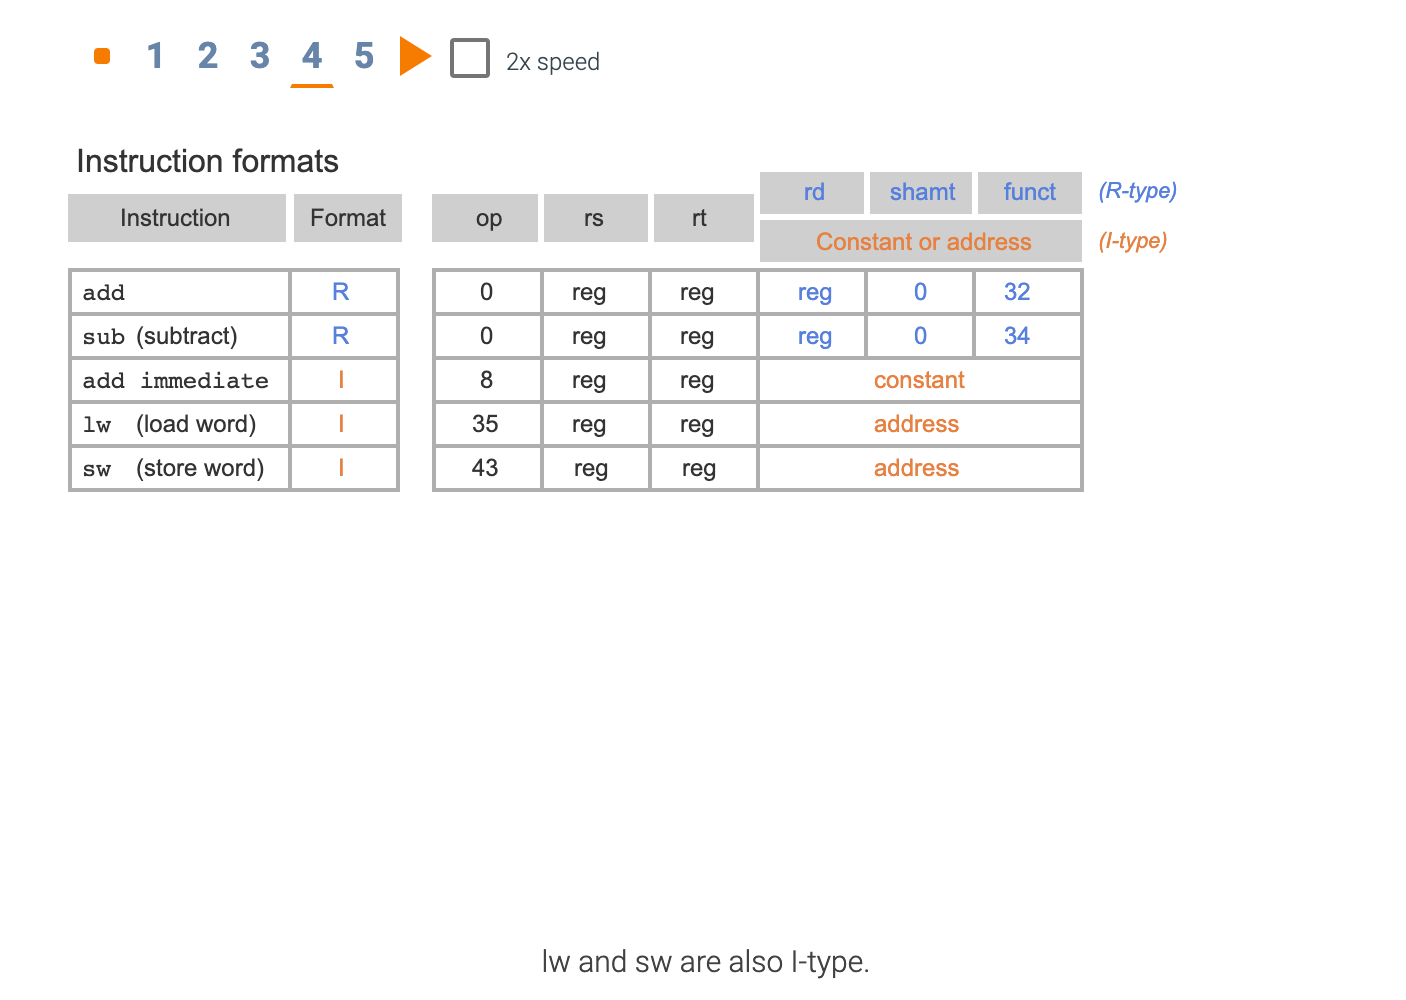 1 2 3 4 5 2x speed
Instruction formats
Instruction Format op rs rt rd shamt funct (R-type)
Constant or address (I-type)
add R 0 reg reg reg 0 32
sub (subtract) R 0 reg reg reg 0 34
add immediate I 8 reg reg constant
lw (load word) I 35 reg reg address
sw (store word) I 43 reg reg address
lw and sw are also I-type.